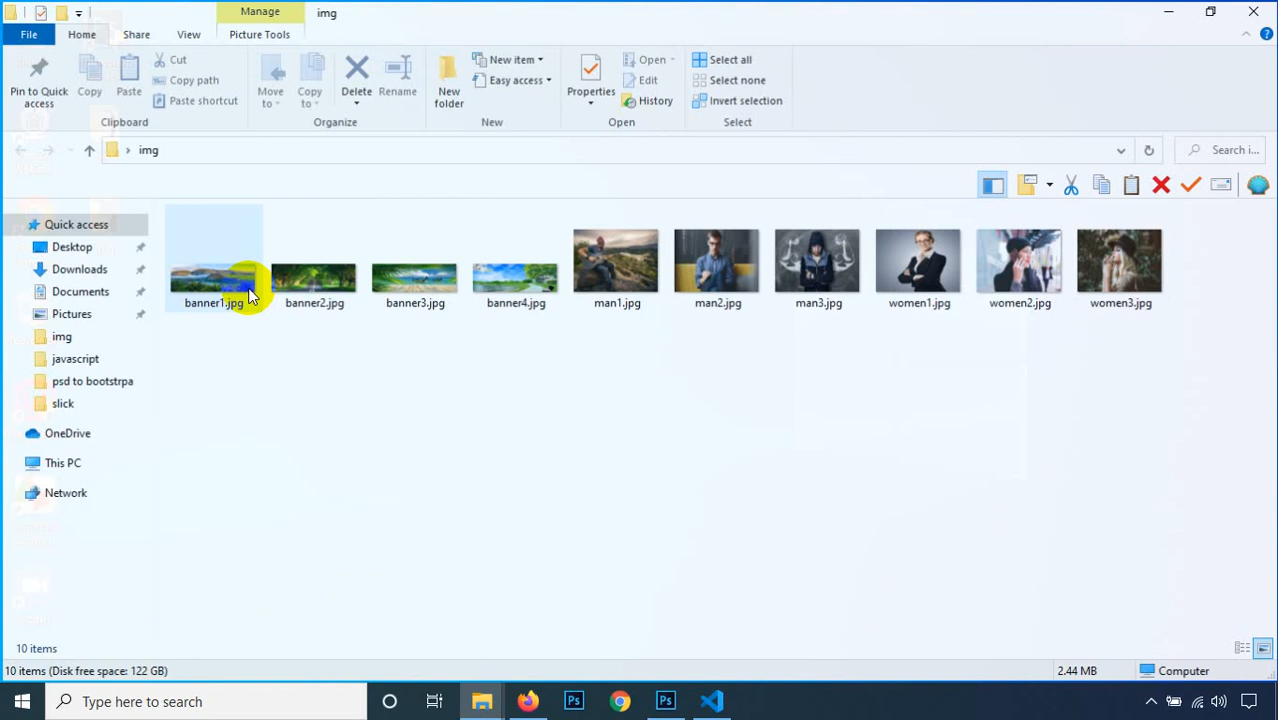 Manage
img
File
Home
Share
View
Picture Tools
Pin to Quick access
Copy
Paste
Cut
Copy path
Paste shortcut
Clipboard
Move to
Copy to
Delete
Rename
Organize
New folder
New item
Easy access
New
Properties
Open
Edit
History
Open
Select all
Select none
Invert selection
Select
img
Search i...
Quick access
Desktop
Downloads
Documents
Pictures
img
javascript
psd to bootstrpa
slick
OneDrive
This PC
Network
banner1.jpg
banner2.jpg
banner3.jpg
banner4.jpg
man1.jpg
man2.jpg
man3.jpg
women1.jpg
women2.jpg
women3.jpg
10 items
10 items (Disk free space: 122 GB)
2.44 MB
Computer
Type here to search
Ps
Ps